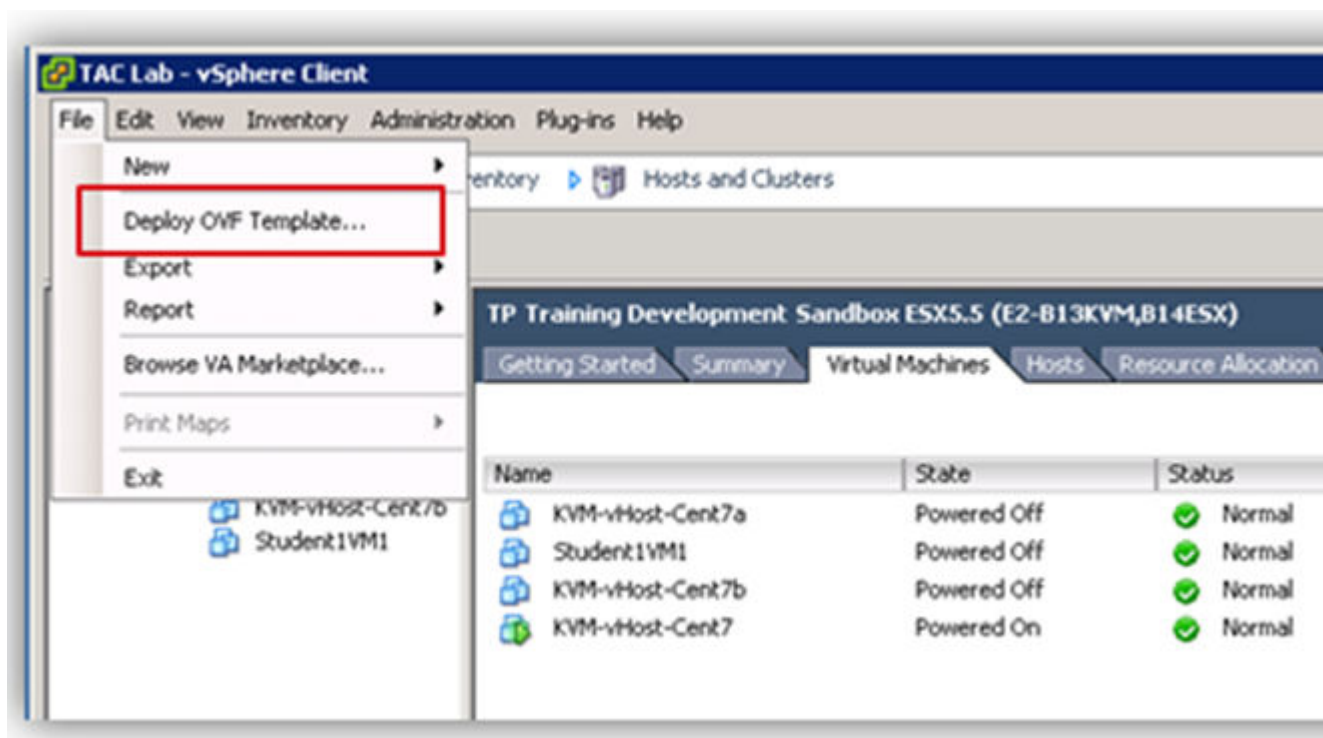 TAC Lab - vSphere Client
File Edit View Inventory Administration Plug-ins Help
New
entory Hosts and Clusters
Deploy OVF Template...
Export
Report
TP Training Development Sandbox ESX5.5 (E2-B13KVM,B14ESX)
Browse VA Marketplace...
Getting Started Summary Virtual Machines Hosts Resource Allocation
Print Maps
Exit
Name State Status
KVM-vHost-Cent7b
Student1VM1
KVM-vHost-Cent7a Powered Off Normal
Student1VM1 Powered Off Normal
KVM-vHost-Cent7b Powered Off Normal
KVM-vHost-Cent7 Powered On Normal